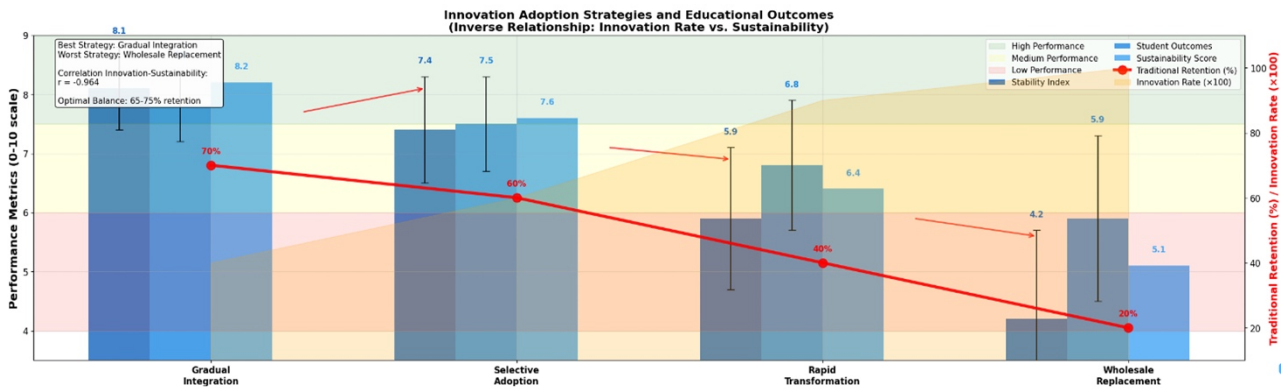 Innovation Adoption Strategies and Educational Outcomes
(Inverse Relationship: Innovation Rate vs. Sustainability)
Performance Metrics (0-10 scale)
9
8
7
6
5
4
8.1
Best Strategy: Gradual Integration
Worst Strategy: Wholesale Replacement
Correlation Innovation-Sustainability:
r = -0.964
Optimal Balance: 65-75% retention
8.2
70%
7.4
7.5
7.6
60%
5.9
6.8
6.4
40%
4.2
5.9
5.1
20%
High Performance
Medium Performance
Low Performance
Stability Index
Student Outcomes
Sustainability Score
Traditional Retention (%)
Innovation Rate (×100)
100
80
60
40
20
Traditional Retention (%) / Innovation Rate (×100)
Gradual
Integration
Selective
Adoption
Rapid
Transformation
Wholesale
Replacement